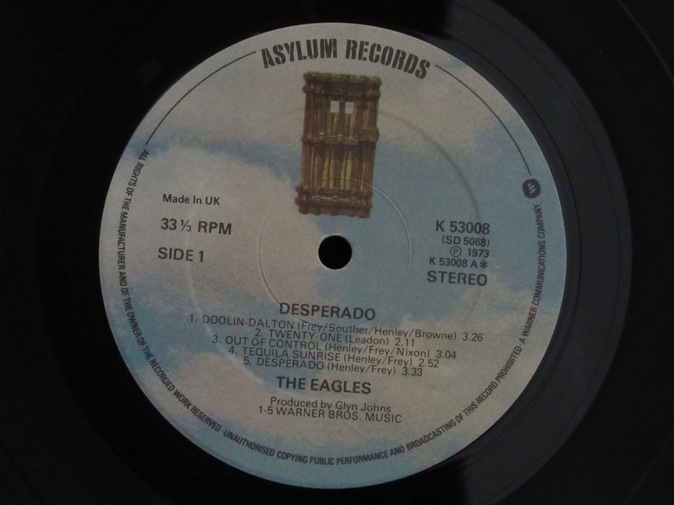 ASYLUM RECORDS
Made In UK
33⅓ RPM
SIDE 1
K 53008
(SD 5068)
Ⓟ 1973
K 53008 A*
STEREO
DESPERADO
1. DOOLIN-DALTON (Frey/Souther/Henley/Browne) 3.26
2. TWENTY-ONE (Leadon) 2.11
3. OUT OF CONTROL (Henley/Frey/Nixon) 3.04
4. TEQUILA SUNRISE (Henley/Frey) 2.52
5. DESPERADO (Henley/Frey) 3.33
THE EAGLES
Produced by Glyn Johns
1-5 WARNER BROS. MUSIC
ALL RIGHTS OF THE MANUFACTURER AND OF THE OWNER OF THE RECORDED WORK RESERVED · UNAUTHORISED COPYING PUBLIC PERFORMANCE AND BROADCASTING OF THIS RECORD PROHIBITED · A WARNER COMMUNICATIONS COMPANY ·